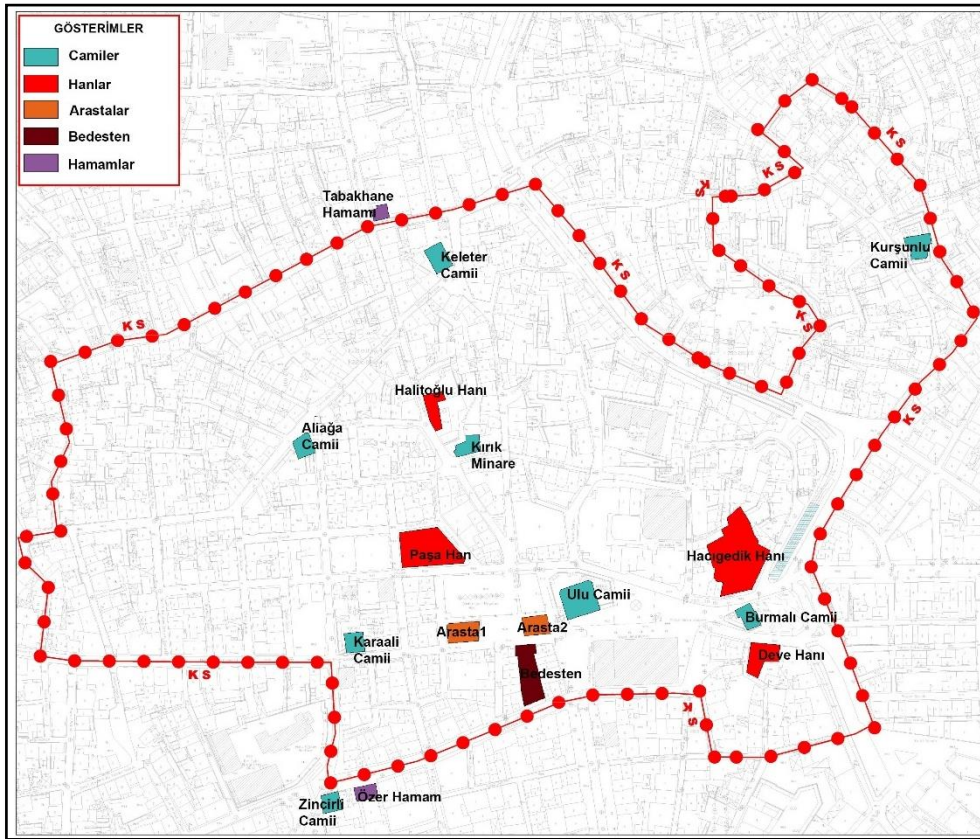 GÖSTERİMLER
Camiler
Hanlar
Arastalar
Bedesten
Hamamlar
K S
K S
K S
Tabakhane
Hamamı
Keleter
Camii
Kurşunlu
Camii
K S
K S
K S
Halitoğlu Hanı
Aliağa
Camii
Kırık
Minare
K S
Paşa Han
Hacıgedik Hanı
Ulu Camii
Burmalı Camii
Arasta1
Arasta2
Karaali
Camii
Deve Hanı
Bedesten
K S
K S
Özer Hamam
Zincirli
Camii